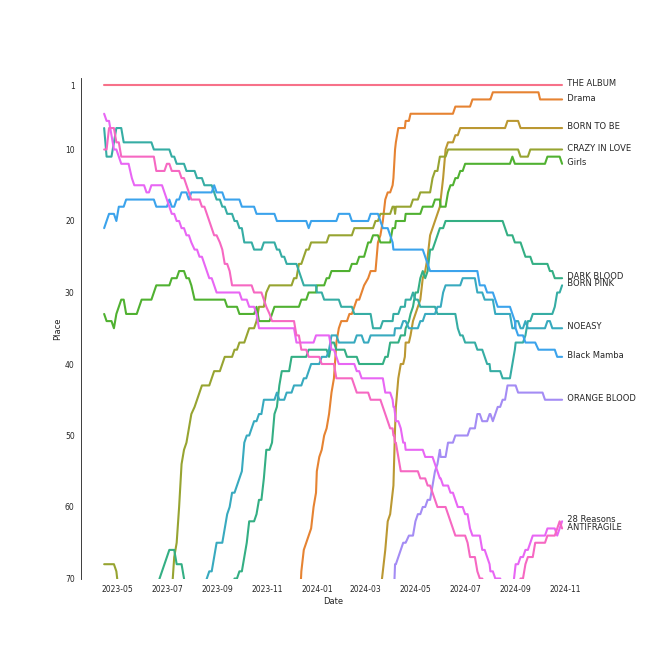 1
10
20
30
40
50
60
70
Place
2023-05
2023-07
2023-09
2023-11
2024-01
2024-03
2024-05
2024-07
2024-09
2024-11
Date
THE ALBUM
Drama
BORN TO BE
CRAZY IN LOVE
Girls
DARK BLOOD
BORN PINK
NOEASY
Black Mamba
ORANGE BLOOD
28 Reasons
ANTIFRAGILE